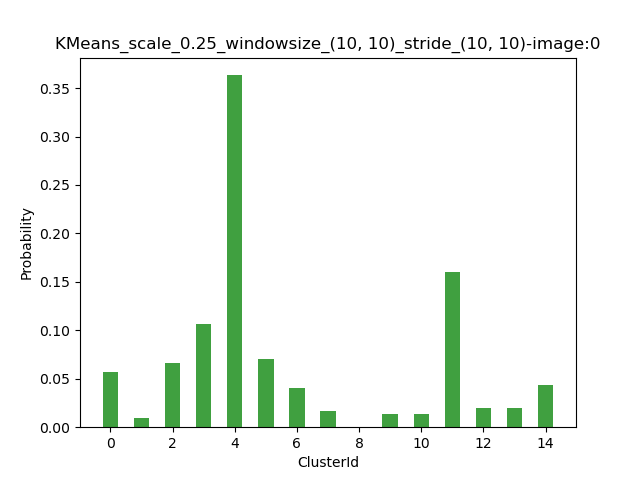 KMeans_scale_0.25_windowsize_(10, 10)_stride_(10, 10)-image:0
0.35
0.30
0.25
0.20
0.15
0.10
0.05
0.00
Probability
0 2 4 6 8 10 12 14
ClusterId